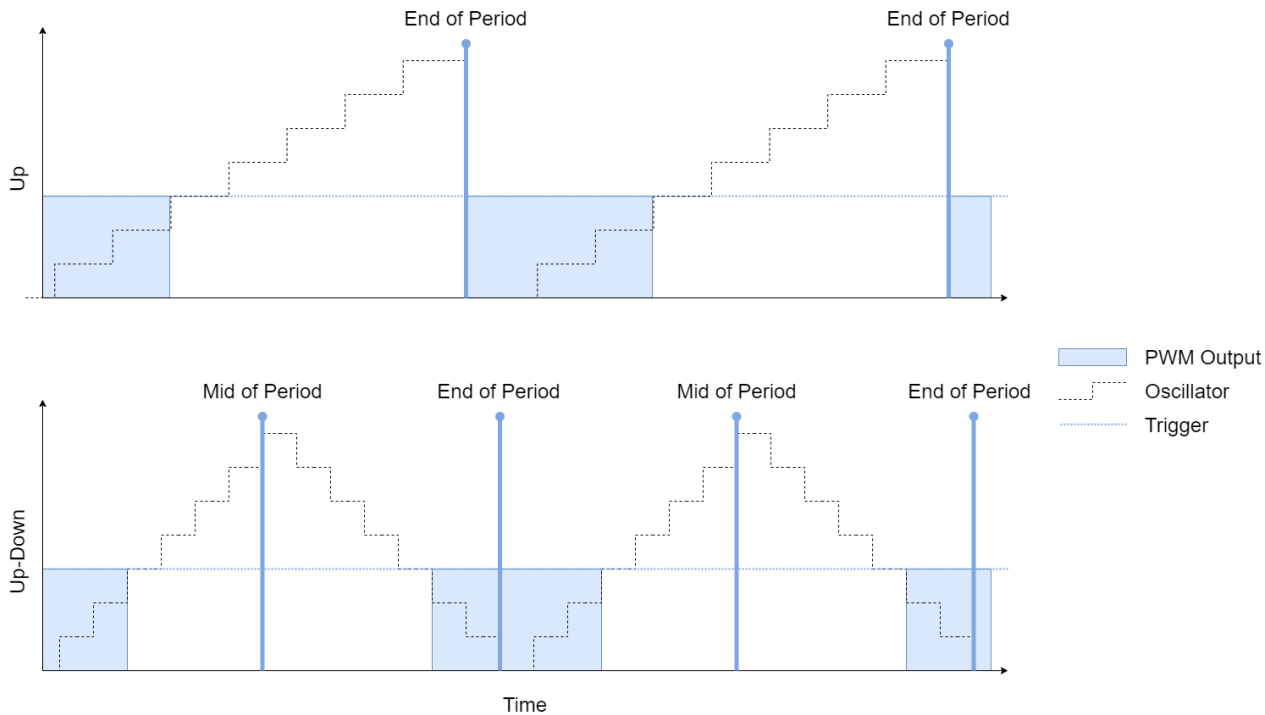 End of Period
End of Period
Up
PWM Output
Oscillator
Trigger
Mid of Period
End of Period
Mid of Period
End of Period
Up-Down
Time